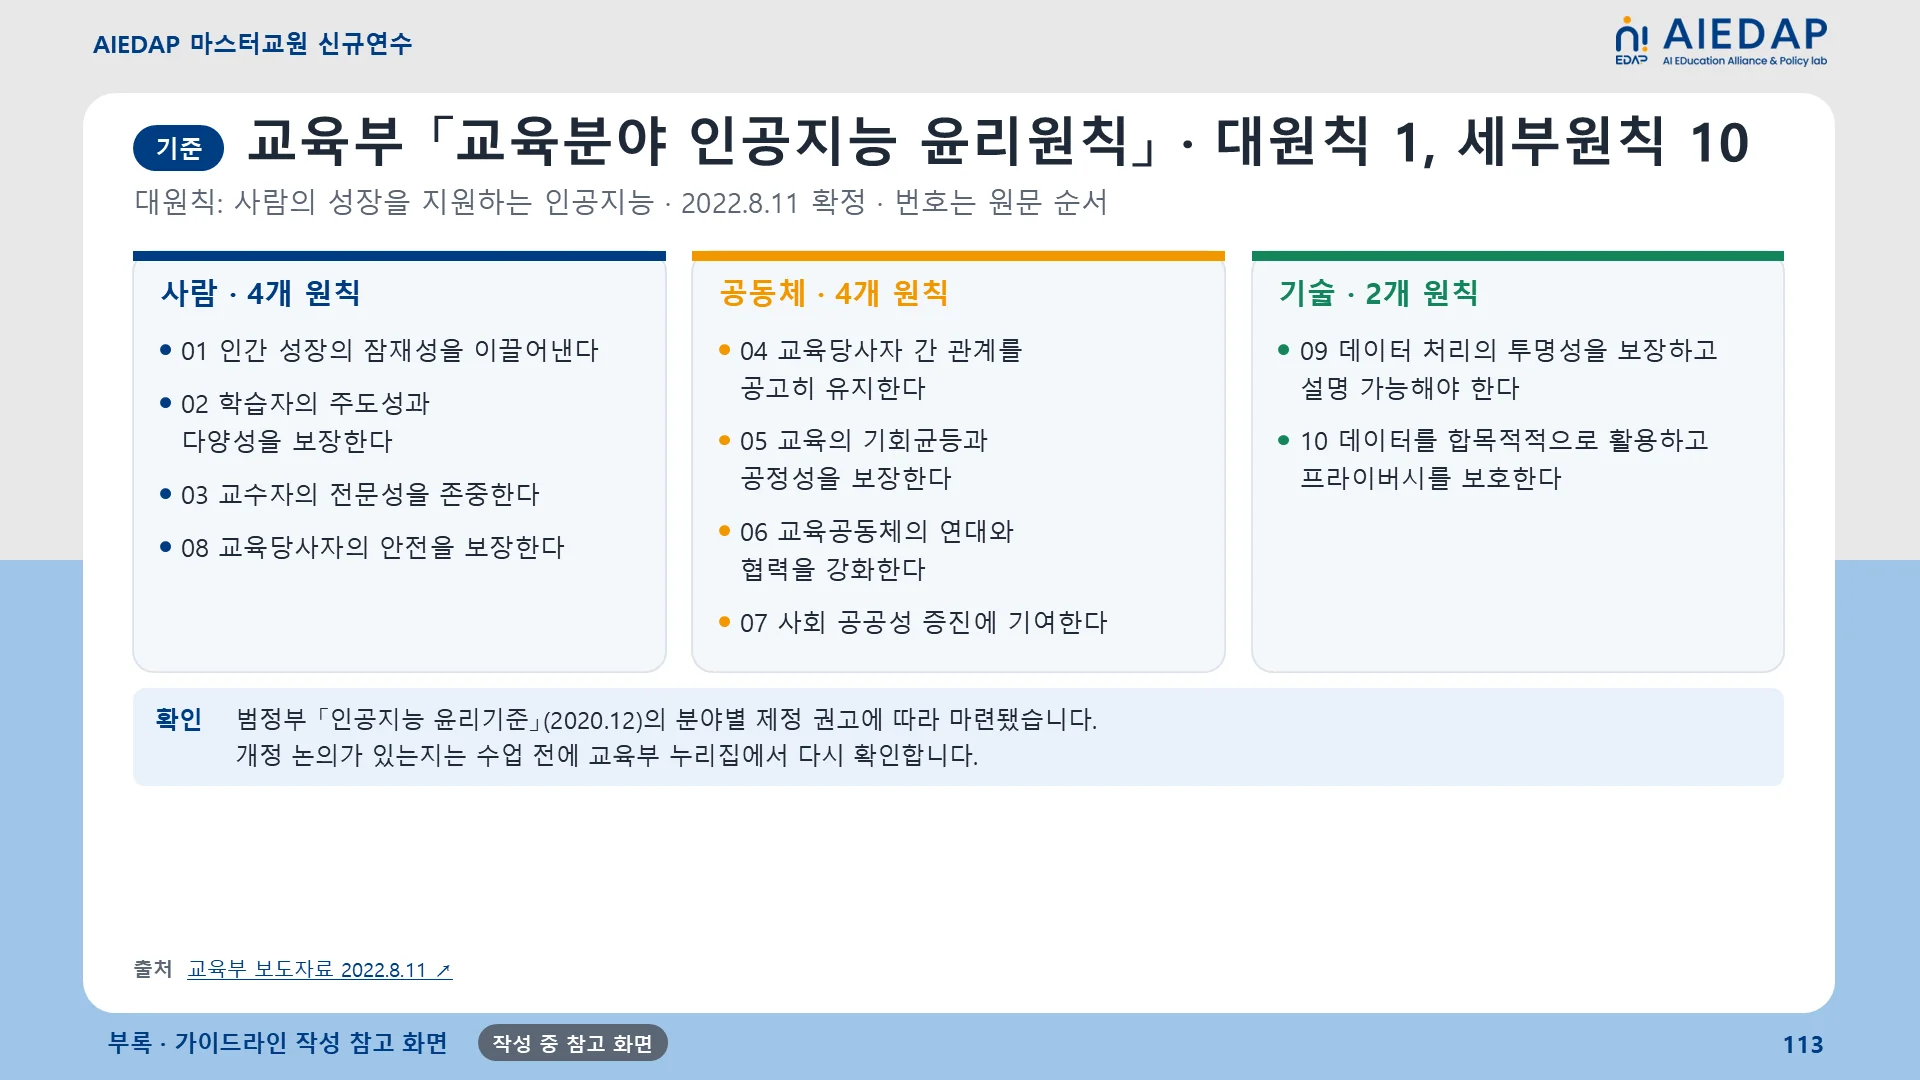 AIEDAP 마스터교원 신규연수
EDAP
AIEDAP
AI EDucation Alliance & Policy lab
기준
교육부 「교육분야 인공지능 윤리원칙」 · 대원칙 1, 세부원칙 10
대원칙: 사람의 성장을 지원하는 인공지능 · 2022.8.11 확정 · 번호는 원문 순서
사람 · 4개 원칙
01 인간 성장의 잠재성을 이끌어낸다
02 학습자의 주도성과
다양성을 보장한다
03 교수자의 전문성을 존중한다
08 교육당사자의 안전을 보장한다
공동체 · 4개 원칙
04 교육당사자 간 관계를
공고히 유지한다
05 교육의 기회균등과
공정성을 보장한다
06 교육공동체의 연대와
협력을 강화한다
07 사회 공공성 증진에 기여한다
기술 · 2개 원칙
09 데이터 처리의 투명성을 보장하고
설명 가능해야 한다
10 데이터를 합목적적으로 활용하고
프라이버시를 보호한다
확인
범정부 「인공지능 윤리기준」(2020.12)의 분야별 제정 권고에 따라 마련됐습니다.
개정 논의가 있는지는 수업 전에 교육부 누리집에서 다시 확인합니다.
출처 교육부 보도자료 2022.8.11 ↗
부록 · 가이드라인 작성 참고 화면
작성 중 참고 화면
113